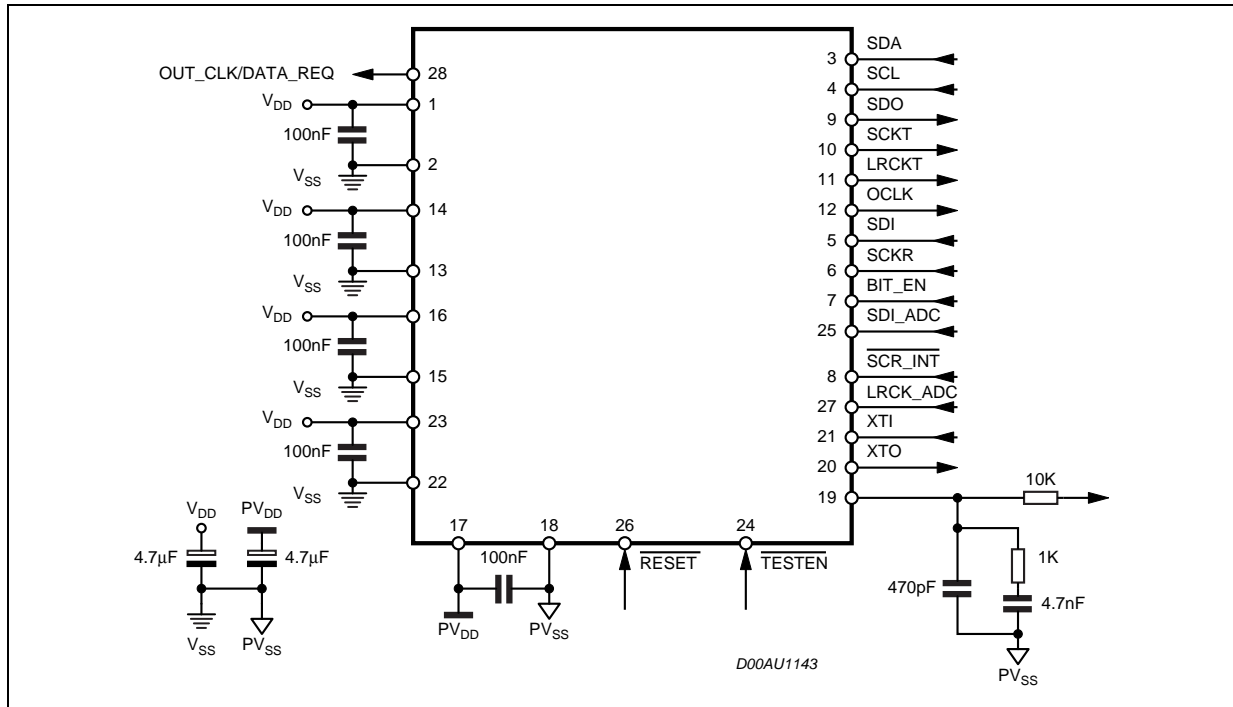 OUT_CLK/DATA_REQ
28
VDD
1
100nF
2
VSS
VDD
14
100nF
13
VSS
VDD
16
100nF
15
VSS
VDD
23
100nF
22
VSS
VDD
PVDD
4.7µF
4.7µF
VSS
PVSS
17
18
26
24
100nF
RESET
TESTEN
PVDD
PVSS
SDA
3
SCL
4
SDO
9
SCKT
10
LRCKT
11
OCLK
12
SDI
5
SCKR
6
BIT_EN
7
SDI_ADC
25
SCR_INT
8
LRCK_ADC
27
XTI
21
XTO
20
19
10K
1K
470pF
4.7nF
PVSS
D00AU1143